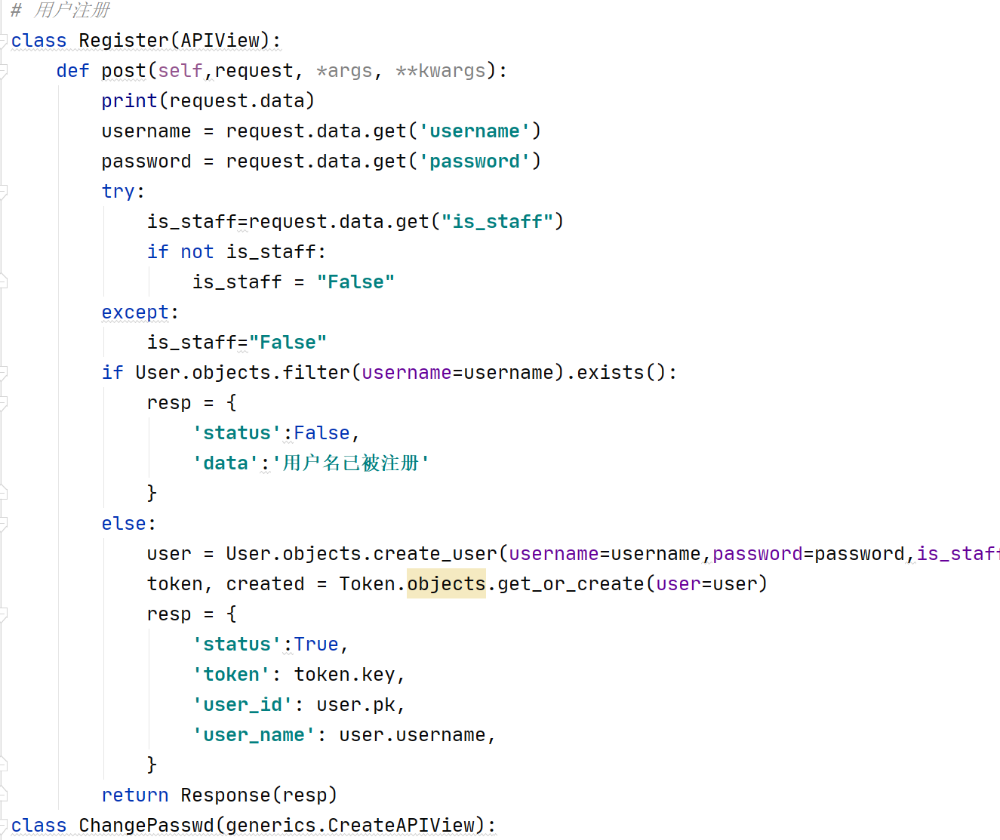 # 用户注册
class Register(APIView):
    def post(self,request, *args, **kwargs):
        print(request.data)
        username = request.data.get('username')
        password = request.data.get('password')
        try:
            is_staff=request.data.get("is_staff")
            if not is_staff:
                is_staff = "False"
        except:
            is_staff="False"
        if User.objects.filter(username=username).exists():
            resp = {
                'status':False,
                'data':'用户名已被注册'
            }
        else:
            user = User.objects.create_user(username=username,password=password,is_staff
            token, created = Token.objects.get_or_create(user=user)
            resp = {
                'status':True,
                'token': token.key,
                'user_id': user.pk,
                'user_name': user.username,
            }
        return Response(resp)
class ChangePasswd(generics.CreateAPIView):